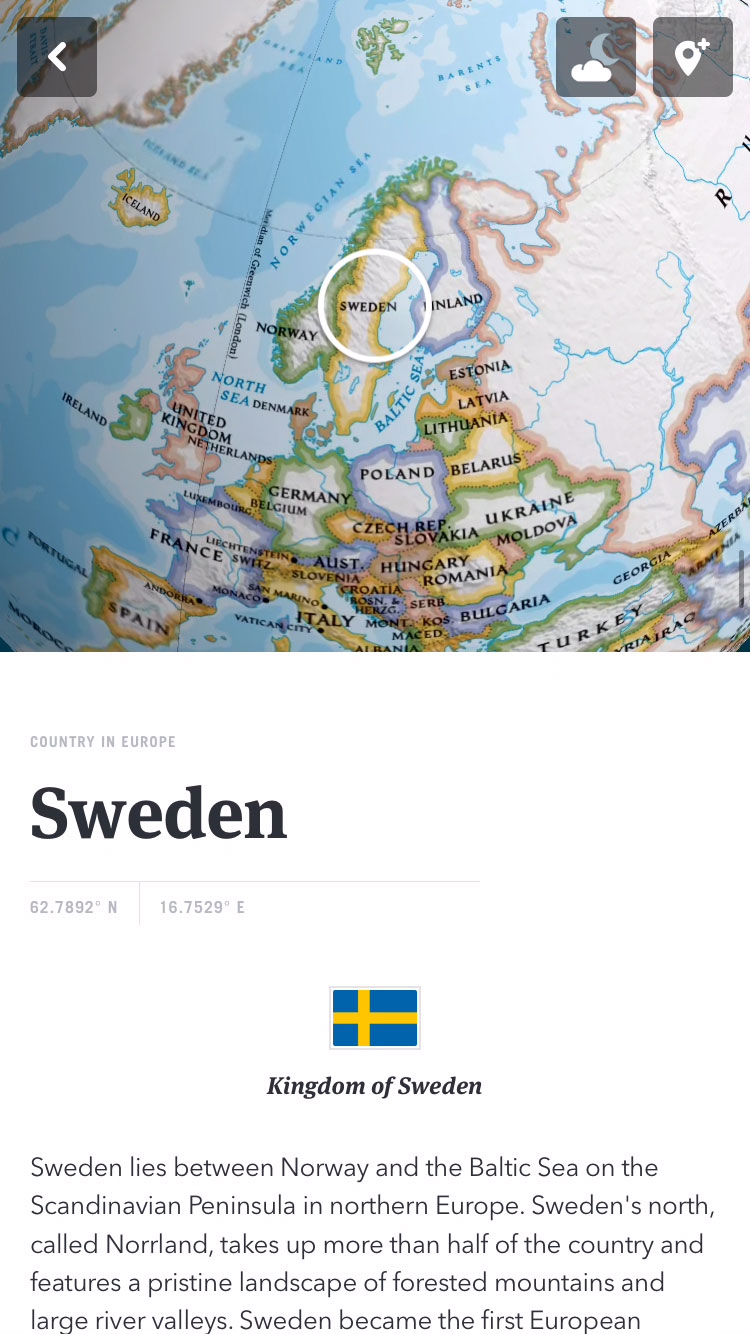 GREENLAND
SEA
BARENTS
SEA
ICELAND
NORWEGIAN SEA
Meridian of Greenwich (London)
SWEDEN
INLAND
NORWAY
ESTONIA
NORTH
SEA
DENMARK
LATVIA
BALTIC SEA
IRELAND
UNITED
KINGDOM
LITHUANIA
NETHERLANDS
POLAND
BELARUS
GERMANY
LUXEMBOURG
BELGIUM
UKRAINE
CZECH REP.
SLOVAKIA
MOLDOVA
FRANCE
LIECHTENSTEIN
SWITZ.
AUST.
HUNGARY
SLOVENIA
ROMANIA
GEORGIA
ARMENIA
PORTUGAL
ANDORRA
MONACO
SAN MARINO
CROATIA
BOSN. &
HERZG.
SERB.
SPAIN
VATICAN CITY
ITALY
MONT.
KOS.
BULGARIA
MACED.
TURKEY
IRAQ
COUNTRY IN EUROPE
Sweden
62.7892° N
16.7529° E
Kingdom of Sweden
Sweden lies between Norway and the Baltic Sea on the
Scandinavian Peninsula in northern Europe. Sweden's north,
called Norrland, takes up more than half of the country and
features a pristine landscape of forested mountains and
large river valleys. Sweden became the first European